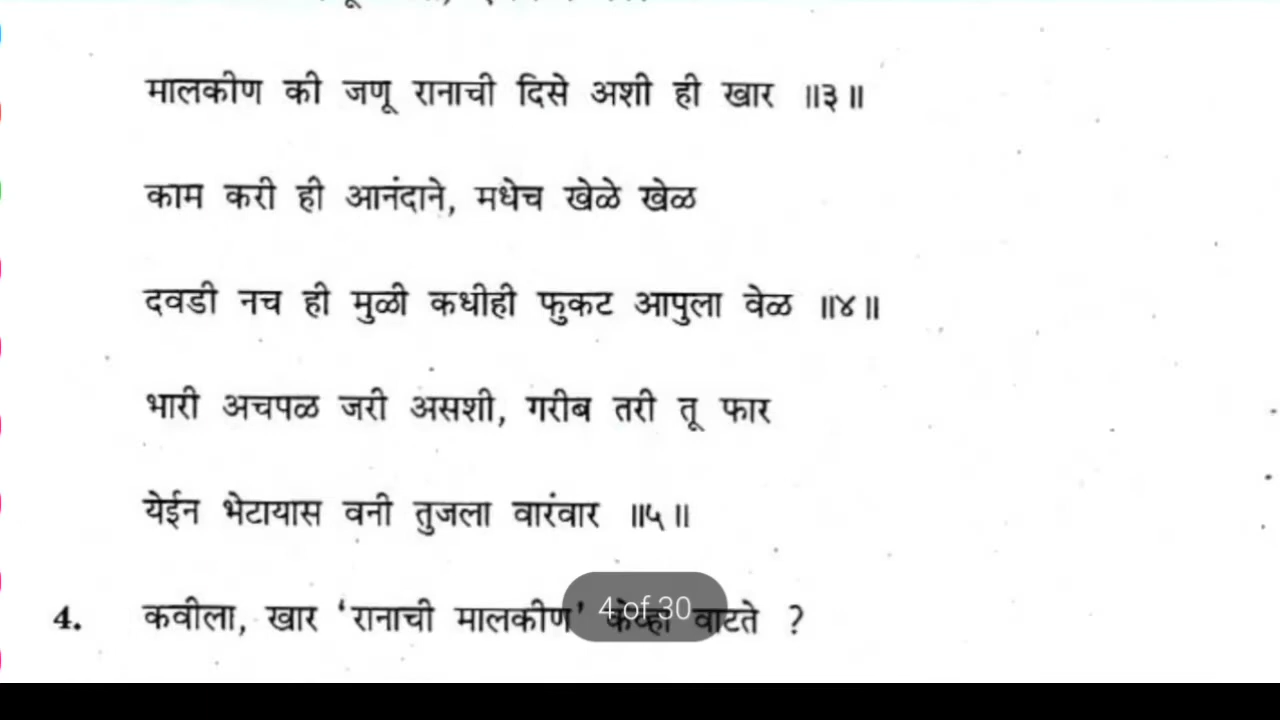 मालकीण की जणू रानाची दिसे अशी ही खार ॥३॥
काम करी ही आनंदाने, मधेच खेळे खेळ
दवडी नच ही मुळी कधीही फुकट आपुला वेळ ॥४॥
भारी अचपळ जरी असशी, गरीब तरी तू फार
येईन भेटायास वनी तुजला वारंवार ॥५॥
4. कवीला, खार ‘रानाची मालकीण’ केव्हा वाटते ?
4 of 30